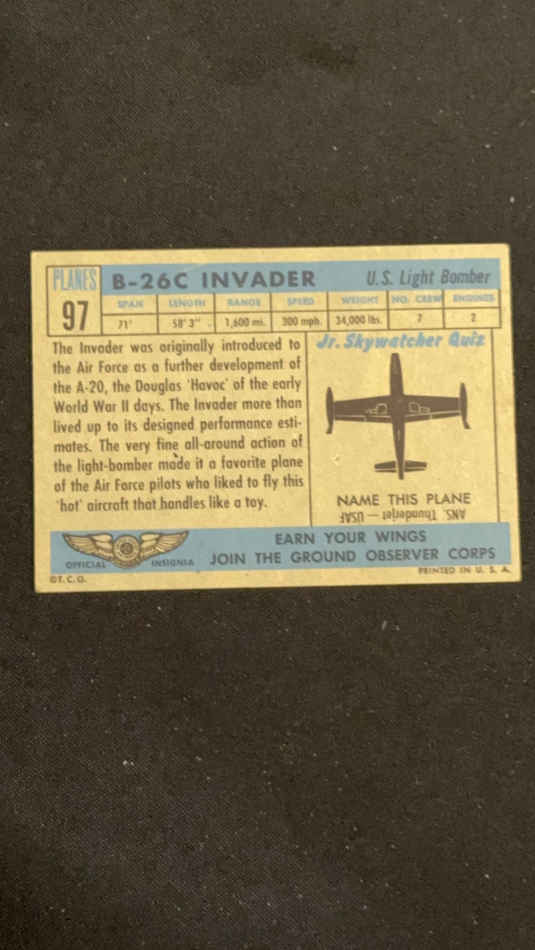 PLANES
97
B-26C INVADER
U.S. Light Bomber
SPAN LENGTH RANGE SPEED WEIGHT NO. CREW ENGINES
71' 58' 3" 1,600 mi. 300 mph. 34,000 lbs. 7 2
The Invader was originally introduced to
the Air Force as a further development of
the A-20, the Douglas 'Havoc' of the early
World War II days. The Invader more than
lived up to its designed performance esti-
mates. The very fine all-around action of
the light-bomber made it a favorite plane
of the Air Force pilots who liked to fly this
'hot' aircraft that handles like a toy.
Jr. Skywatcher Quiz
NAME THIS PLANE
ANS. Thunderjet — USAF
OFFICIAL INSIGNIA
EARN YOUR WINGS
JOIN THE GROUND OBSERVER CORPS
©T. C. G.
PRINTED IN U. S. A.